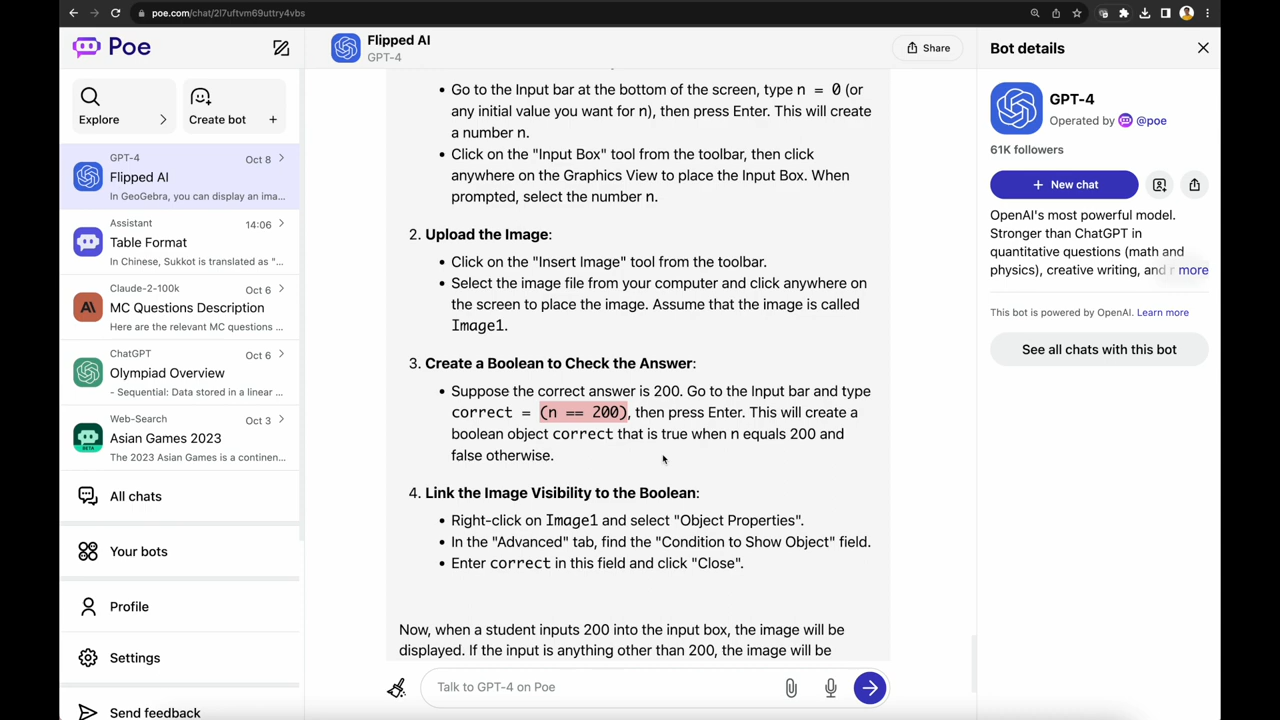 poe.com/chat/2l7uftvm69uttry4vbs
Poe
Explore
Create bot +
GPT-4
Oct 8
Flipped AI
In GeoGebra, you can display an ima...
Assistant
14:06
Table Format
In Chinese, Sukkot is translated as "...
Claude-2-100k
Oct 6
MC Questions Description
Here are the relevant MC questions ...
ChatGPT
Oct 6
Olympiad Overview
- Sequential: Data stored in a linear ...
Web-Search
Oct 3
BETA
Asian Games 2023
The 2023 Asian Games is a continen...
All chats
Your bots
Profile
Settings
Send feedback
Flipped AI
GPT-4
Share
• Go to the Input bar at the bottom of the screen, type n = 0 (or
any initial value you want for n), then press Enter. This will create
a number n.
• Click on the "Input Box" tool from the toolbar, then click
anywhere on the Graphics View to place the Input Box. When
prompted, select the number n.
2. Upload the Image:
• Click on the "Insert Image" tool from the toolbar.
• Select the image file from your computer and click anywhere on
the screen to place the image. Assume that the image is called
Image1.
3. Create a Boolean to Check the Answer:
• Suppose the correct answer is 200. Go to the Input bar and type
correct = (n == 200), then press Enter. This will create a
boolean object correct that is true when n equals 200 and
false otherwise.
4. Link the Image Visibility to the Boolean:
• Right-click on Image1 and select "Object Properties".
• In the "Advanced" tab, find the "Condition to Show Object" field.
• Enter correct in this field and click "Close".
Now, when a student inputs 200 into the input box, the image will be
displayed. If the input is anything other than 200, the image will be
Talk to GPT-4 on Poe
Bot details
GPT-4
Operated by @poe
61K followers
+ New chat
OpenAI's most powerful model.
Stronger than ChatGPT in
quantitative questions (math and
physics), creative writing, and r more
This bot is powered by OpenAI. Learn more
See all chats with this bot